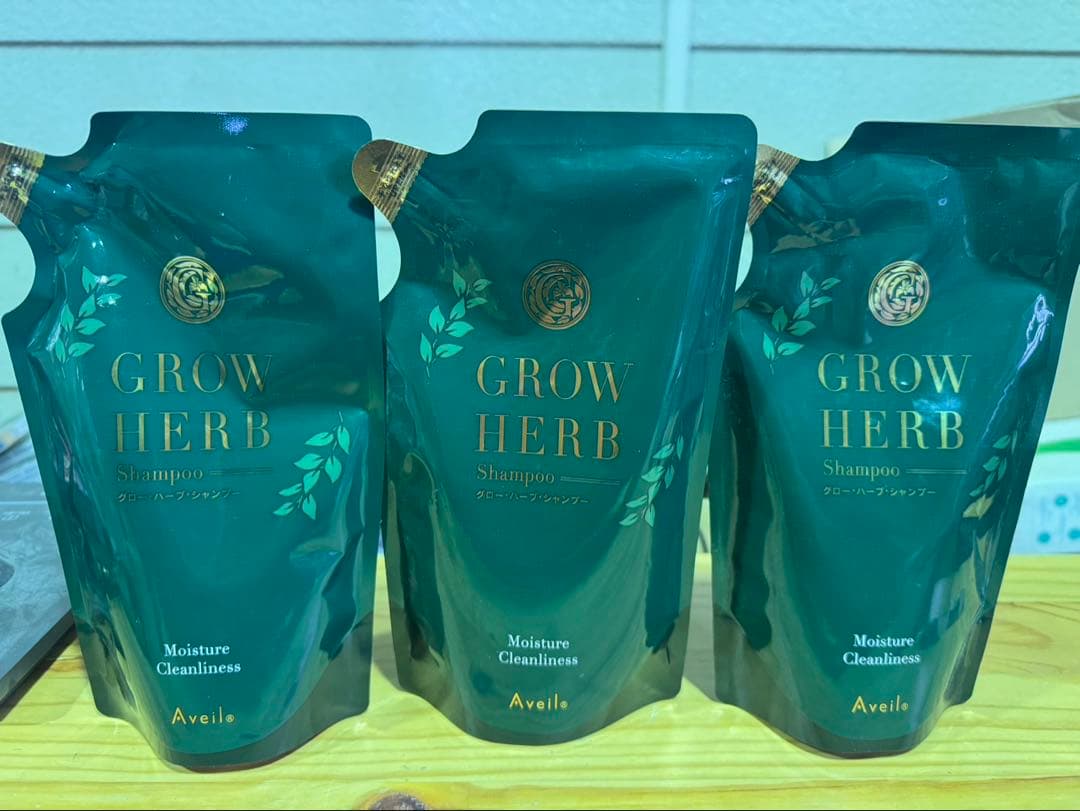 GROW
HERB
Shampoo
グロー・ハーブ・シャンプー
Moisture
Cleanliness
Aveil®
GROW
HERB
Shampoo
グロー・ハーブ・シャンプー
Moisture
Cleanliness
Aveil®
GROW
HERB
Shampoo
グロー・ハーブ・シャンプー
Moisture
Cleanliness
Aveil®